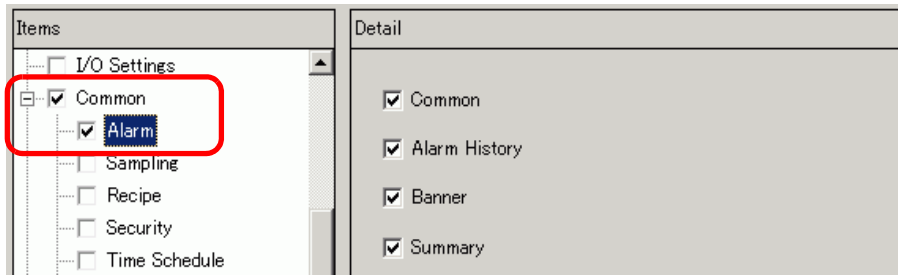 Items
I/O Settings
Common
Alarm
Sampling
Recipe
Security
Time Schedule
Detail
Common
Alarm History
Banner
Summary